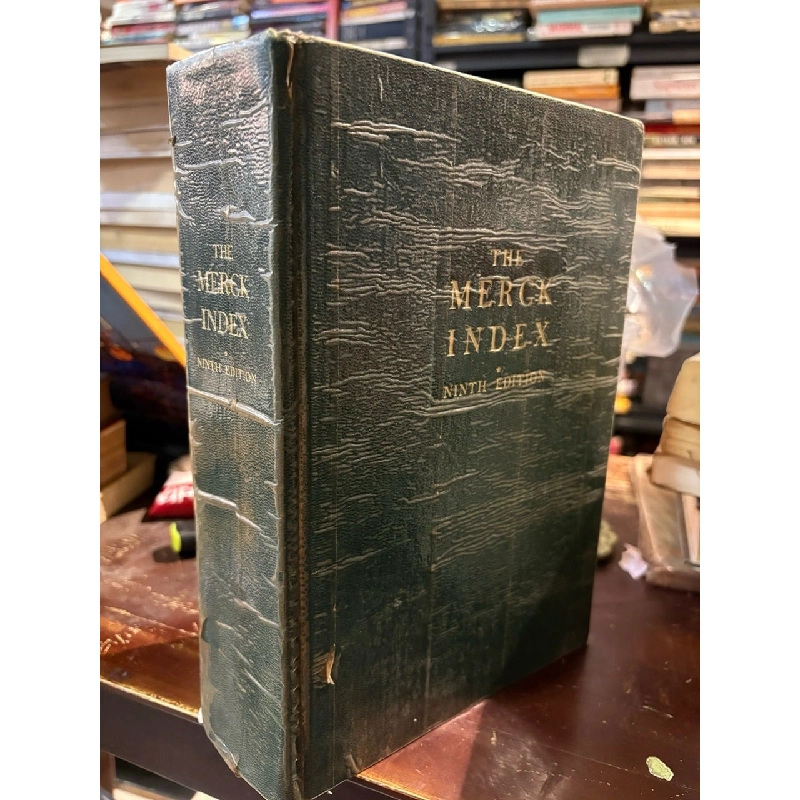 THE
MERCK
INDEX
NINTH EDITION
THE
MERCK
INDEX
NINTH EDITION